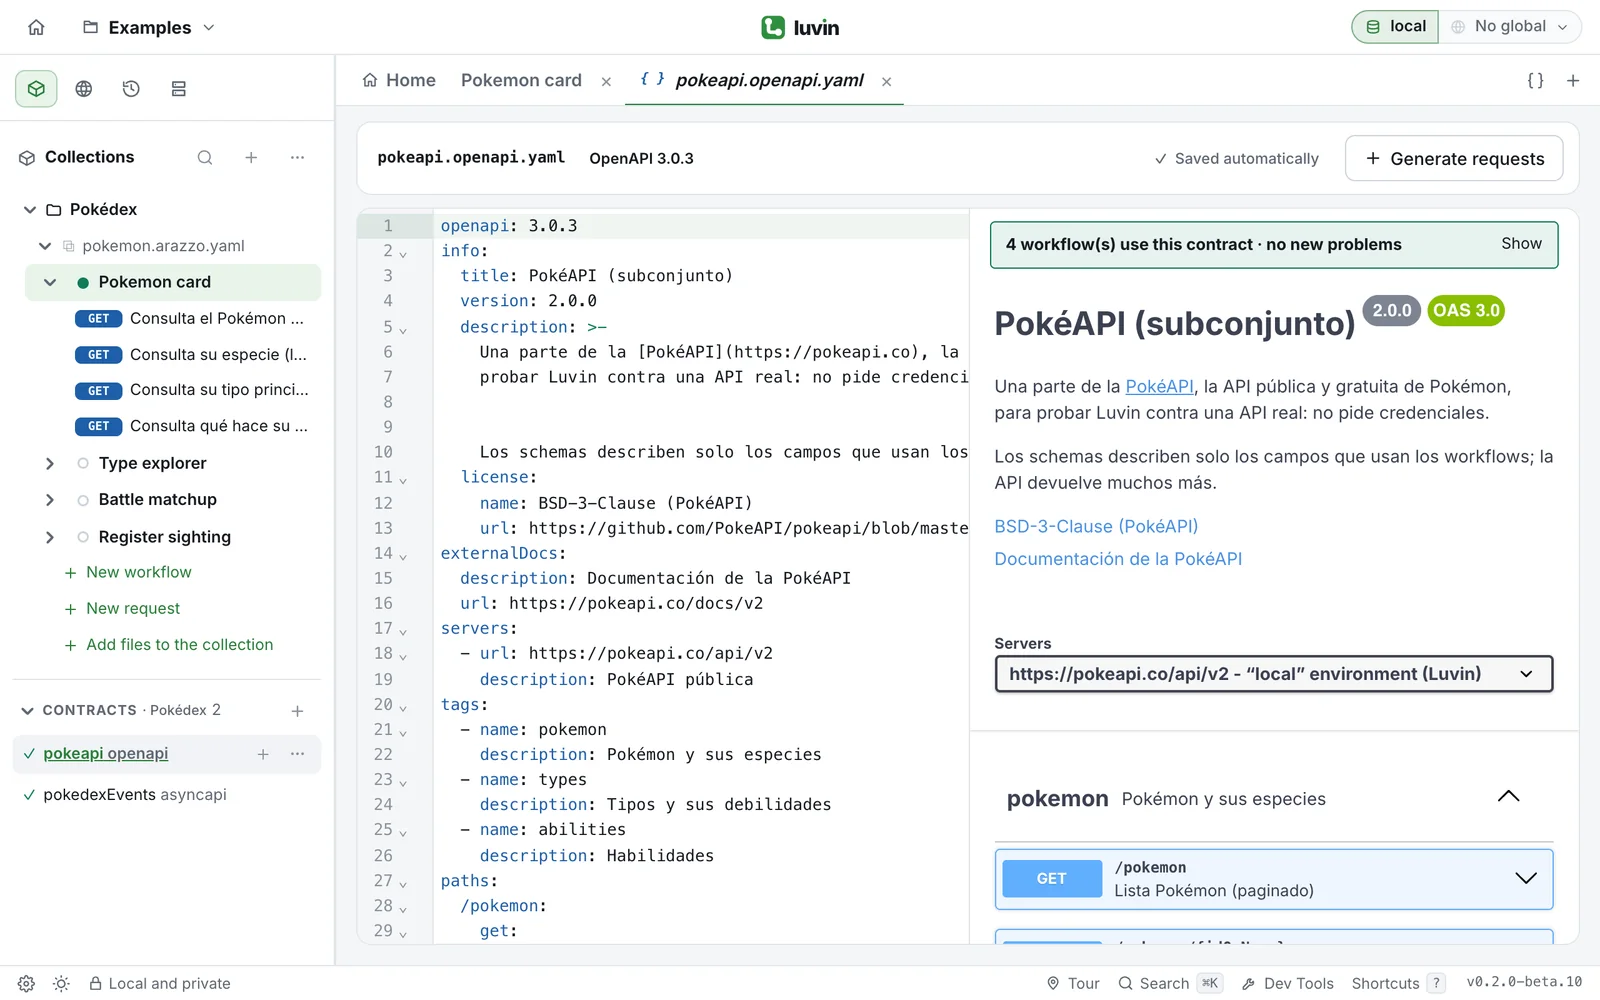 Examples
luvin
local
No global
Home
Pokemon card
{ } pokeapi.openapi.yaml
{}
Collections
Pokédex
pokemon.arazzo.yaml
Pokemon card
GET Consulta el Pokémon ...
GET Consulta su especie (l...
GET Consulta su tipo princi...
GET Consulta qué hace su ...
Type explorer
Battle matchup
Register sighting
+ New workflow
+ New request
+ Add files to the collection
CONTRACTS · Pokédex 2
pokeapi openapi
pokedexEvents asyncapi
pokeapi.openapi.yaml OpenAPI 3.0.3
Saved automatically
+ Generate requests
1 openapi: 3.0.3
2 info:
3 title: PokéAPI (subconjunto)
4 version: 2.0.0
5 description: >-
6 Una parte de la [PokéAPI](https://pokeapi.co), la
7 probar Luvin contra una API real: no pide credenci
8
9
10 Los schemas describen solo los campos que usan los
11 license:
12 name: BSD-3-Clause (PokéAPI)
13 url: https://github.com/PokeAPI/pokeapi/blob/maste
14 externalDocs:
15 description: Documentación de la PokéAPI
16 url: https://pokeapi.co/docs/v2
17 servers:
18 - url: https://pokeapi.co/api/v2
19 description: PokéAPI pública
20 tags:
21 - name: pokemon
22 description: Pokémon y sus especies
23 - name: types
24 description: Tipos y sus debilidades
25 - name: abilities
26 description: Habilidades
27 paths:
28 /pokemon:
29 get:
4 workflow(s) use this contract · no new problems
Show
PokéAPI (subconjunto) 2.0.0 OAS 3.0
Una parte de la PokéAPI, la API pública y gratuita de Pokémon,
para probar Luvin contra una API real: no pide credenciales.
Los schemas describen solo los campos que usan los workflows; la
API devuelve muchos más.
BSD-3-Clause (PokéAPI)
Documentación de la PokéAPI
Servers
https://pokeapi.co/api/v2 - “local” environment (Luvin)
pokemon Pokémon y sus especies
GET /pokemon
Lista Pokémon (paginado)
Local and private
Tour
Search ⌘K
Dev Tools
Shortcuts ?
v0.2.0-beta.10